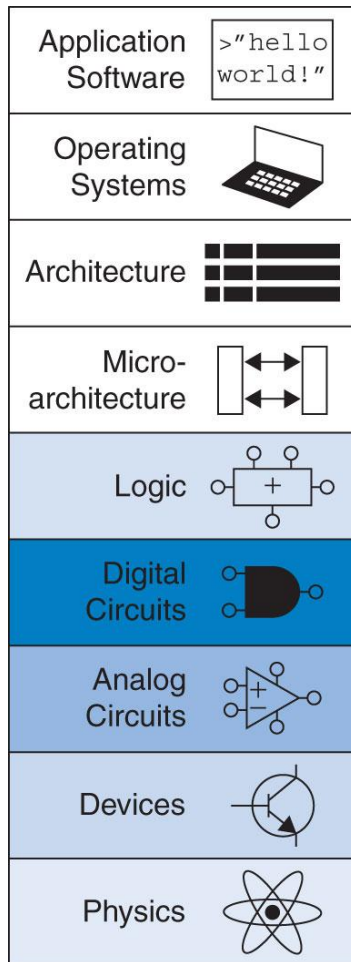 Application
Software
>"hello
world!"
Operating
Systems
Architecture
Micro-
architecture
Logic
+
Digital
Circuits
Analog
Circuits
+
−
Devices
Physics